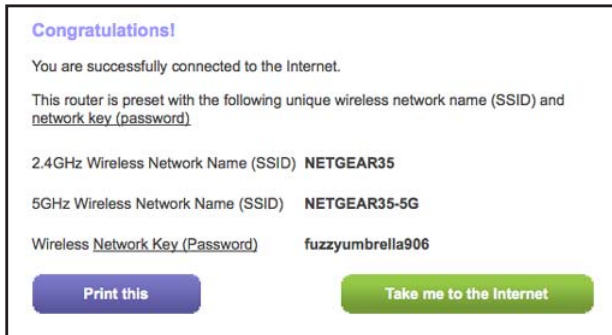 Congratulations!
You are successfully connected to the Internet.
This router is preset with the following unique wireless network name (SSID) and
network key (password)
2.4GHz Wireless Network Name (SSID) NETGEAR35
5GHz Wireless Network Name (SSID) NETGEAR35-5G
Wireless Network Key (Password) fuzzyumbrella906
Print this Take me to the Internet